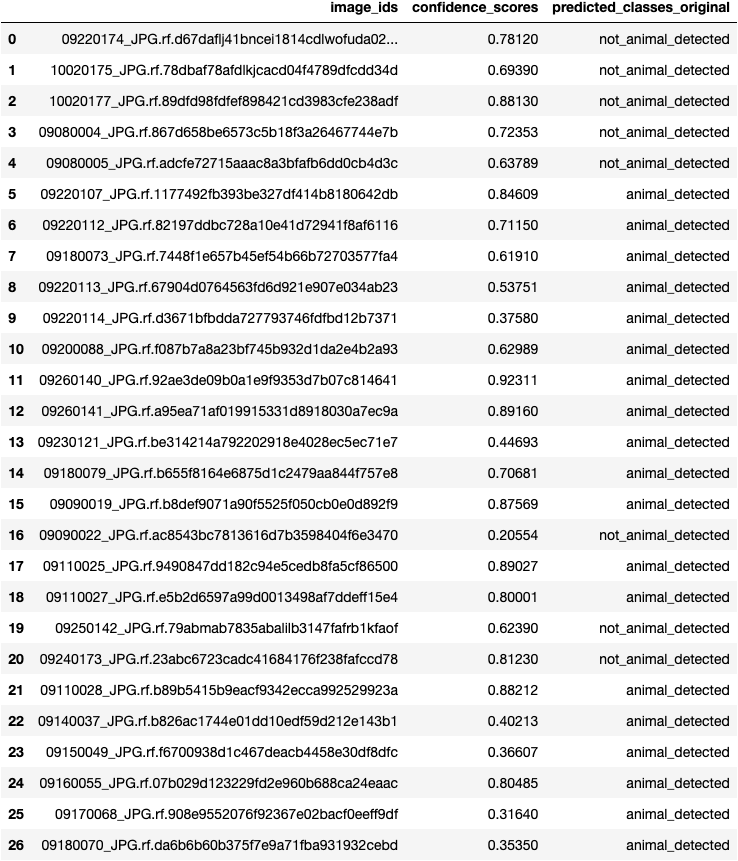 image_ids confidence_scores predicted_classes_original
0 09220174_JPG.rf.d67daflj41bncei1814cdlwofuda02... 0.78120 not_animal_detected
1 10020175_JPG.rf.78dbaf78afdlkjcacd04f4789dfcdd34d 0.69390 not_animal_detected
2 10020177_JPG.rf.89dfd98fdfef898421cd3983cfe238adf 0.88130 not_animal_detected
3 09080004_JPG.rf.867d658be6573c5b18f3a26467744e7b 0.72353 not_animal_detected
4 09080005_JPG.rf.adcfe72715aaac8a3bfafb6dd0cb4d3c 0.63789 not_animal_detected
5 09220107_JPG.rf.1177492fb393be327df414b8180642db 0.84609 animal_detected
6 09220112_JPG.rf.82197ddbc728a10e41d72941f8af6116 0.71150 animal_detected
7 09180073_JPG.rf.7448f1e657b45ef54b66b72703577fa4 0.61910 animal_detected
8 09220113_JPG.rf.67904d0764563fd6d921e907e034ab23 0.53751 animal_detected
9 09220114_JPG.rf.d3671bfbdda727793746fdfbd12b7371 0.37580 animal_detected
10 09200088_JPG.rf.f087b7a8a23bf745b932d1da2e4b2a93 0.62989 animal_detected
11 09260140_JPG.rf.92ae3de09b0a1e9f9353d7b07c814641 0.92311 animal_detected
12 09260141_JPG.rf.a95ea71af019915331d8918030a7ec9a 0.89160 animal_detected
13 09230121_JPG.rf.be314214a792202918e4028ec5ec71e7 0.44693 animal_detected
14 09180079_JPG.rf.b655f8164e6875d1c2479aa844f757e8 0.70681 animal_detected
15 09090019_JPG.rf.b8def9071a90f5525f050cb0e0d892f9 0.87569 animal_detected
16 09090022_JPG.rf.ac8543bc7813616d7b3598404f6e3470 0.20554 not_animal_detected
17 09110025_JPG.rf.9490847dd182c94e5cedb8fa5cf86500 0.89027 animal_detected
18 09110027_JPG.rf.e5b2d6597a99d0013498af7ddeff15e4 0.80001 animal_detected
19 09250142_JPG.rf.79abmab7835abalilb3147fafrb1kfaof 0.62390 not_animal_detected
20 09240173_JPG.rf.23abc6723cadc41684176f238fafccd78 0.81230 not_animal_detected
21 09110028_JPG.rf.b89b5415b9eacf9342ecca992529923a 0.88212 animal_detected
22 09140037_JPG.rf.b826ac1744e01dd10edf59d212e143b1 0.40213 animal_detected
23 09150049_JPG.rf.f6700938d1c467deacb4458e30df8dfc 0.36607 animal_detected
24 09160055_JPG.rf.07b029d123229fd2e960b688ca24eaac 0.80485 animal_detected
25 09170068_JPG.rf.908e9552076f92367e02bacf0eeff9df 0.31640 animal_detected
26 09180070_JPG.rf.da6b6b60b375f7e9a71fba931932cebd 0.35350 animal_detected